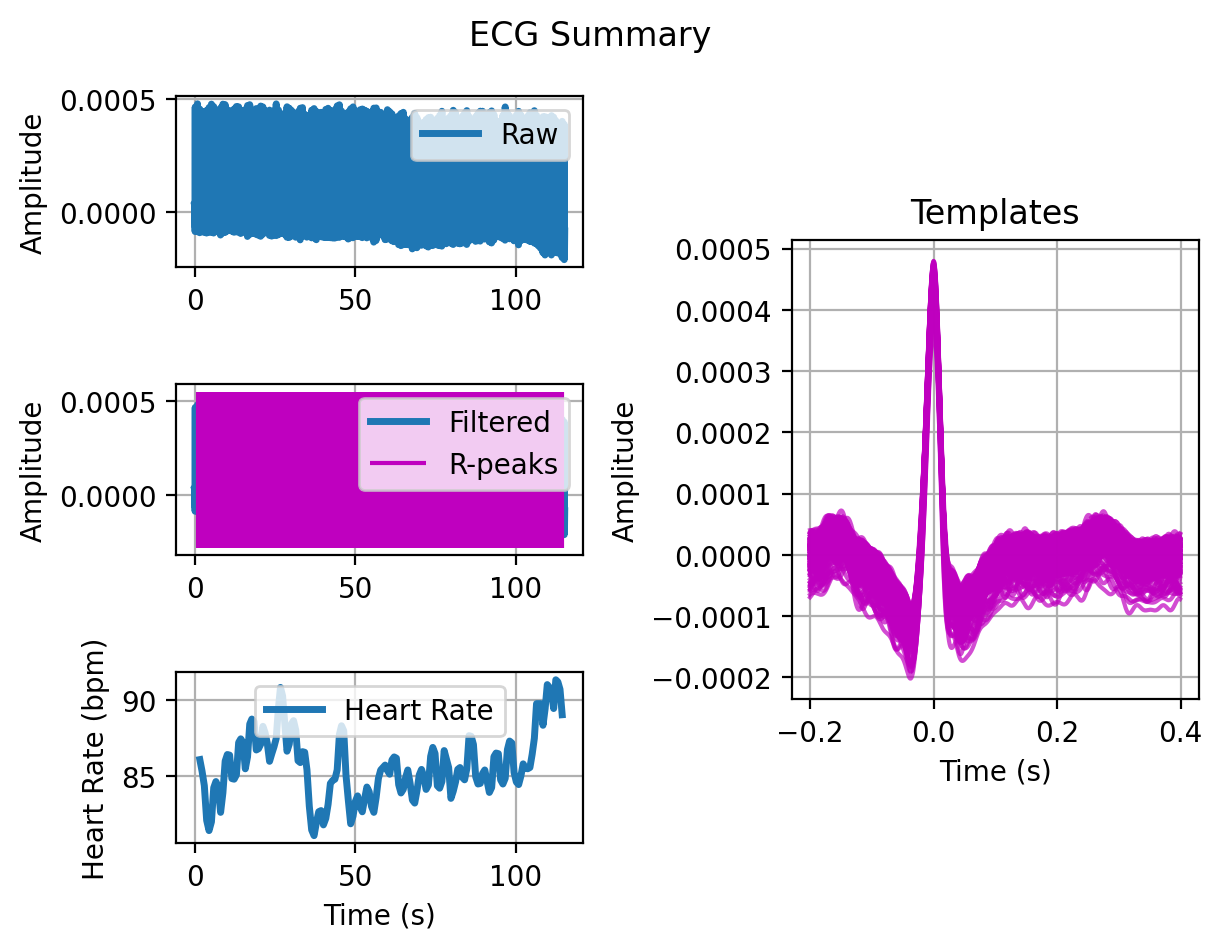 ECG Summary
Amplitude
0.0005
0.0000
Raw
0
50
100
Amplitude
0.0005
0.0000
Filtered
R-peaks
0
50
100
Heart Rate (bpm)
90
85
Heart Rate
0
50
100
Time (s)
Templates
Amplitude
0.0005
0.0004
0.0003
0.0002
0.0001
0.0000
−0.0001
−0.0002
−0.2
0.0
0.2
0.4
Time (s)